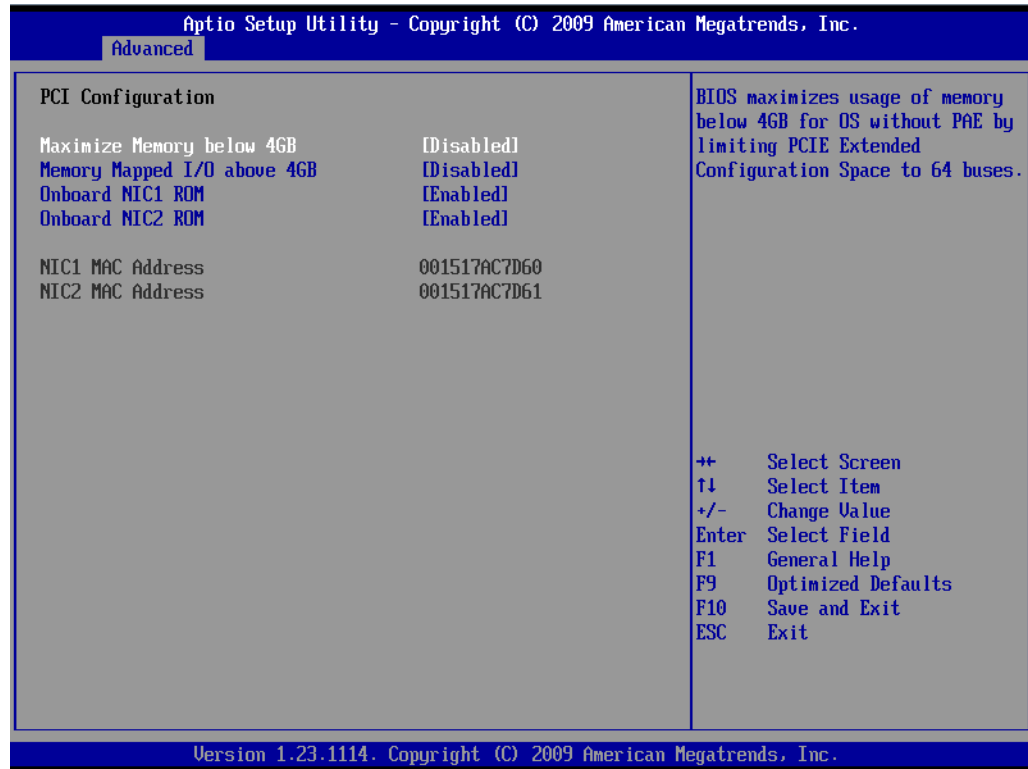 Aptio Setup Utility - Copyright (C) 2009 American Megatrends, Inc.
Advanced
PCI Configuration
Maximize Memory below 4GB [Disabled]
Memory Mapped I/O above 4GB [Disabled]
Onboard NIC1 ROM [Enabled]
Onboard NIC2 ROM [Enabled]
NIC1 MAC Address 001517AC7D60
NIC2 MAC Address 001517AC7D61
BIOS maximizes usage of memory
below 4GB for OS without PAE by
limiting PCIE Extended
Configuration Space to 64 buses.
→← Select Screen
↑↓ Select Item
+/- Change Value
Enter Select Field
F1 General Help
F9 Optimized Defaults
F10 Save and Exit
ESC Exit
Version 1.23.1114. Copyright (C) 2009 American Megatrends, Inc.